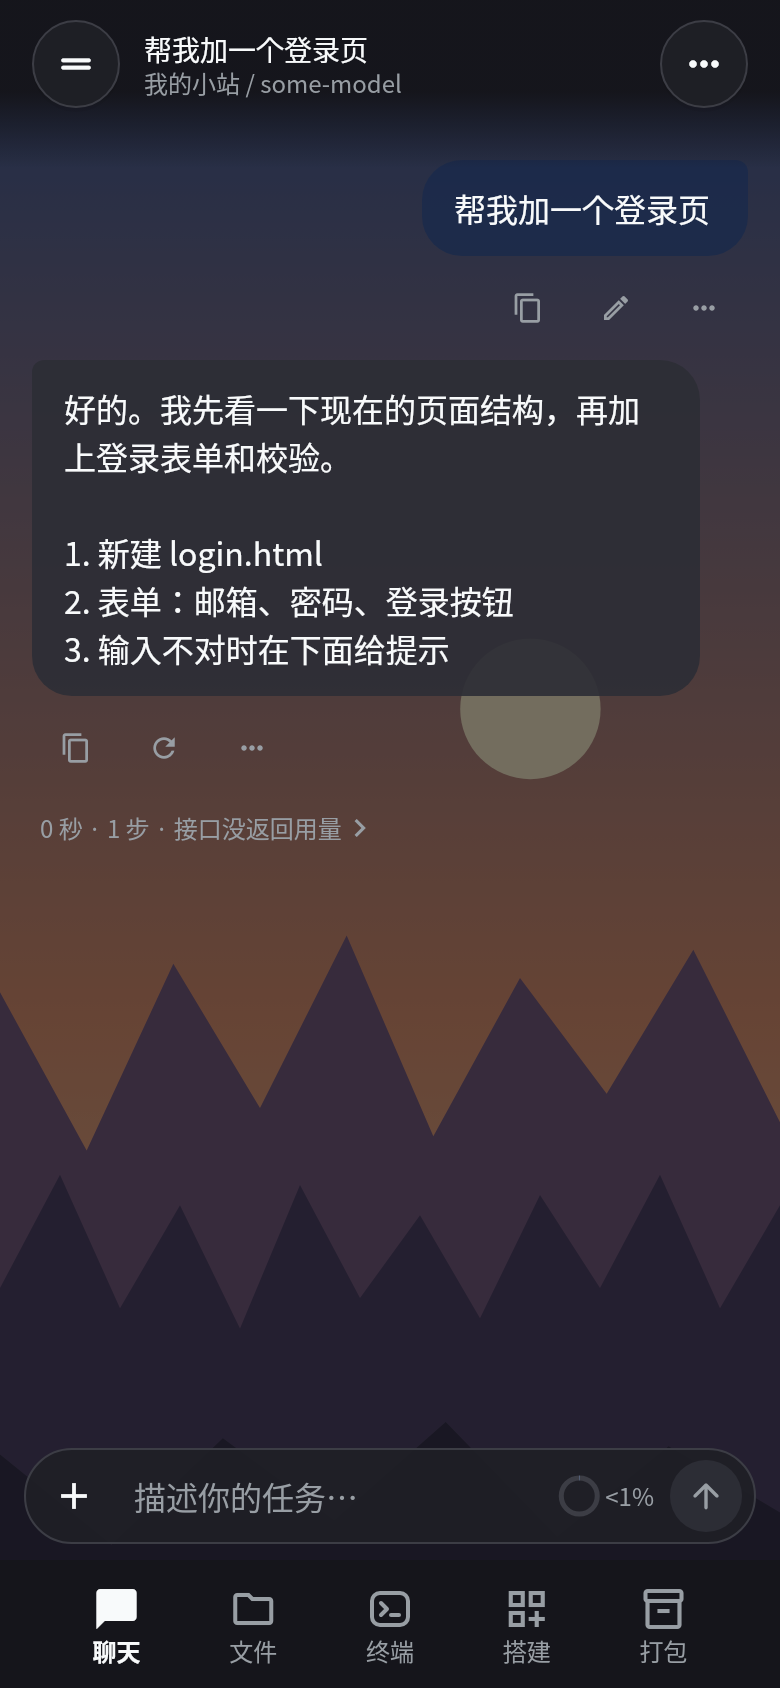 帮我加一个登录页
我的小站 / some-model
帮我加一个登录页
好的。我先看一下现在的页面结构，再加
上登录表单和校验。
1. 新建 login.html
2. 表单：邮箱、密码、登录按钮
3. 输入不对时在下面给提示
0 秒 · 1 步 · 接口没返回用量
描述你的任务…
<1%
聊天
文件
终端
搭建
打包